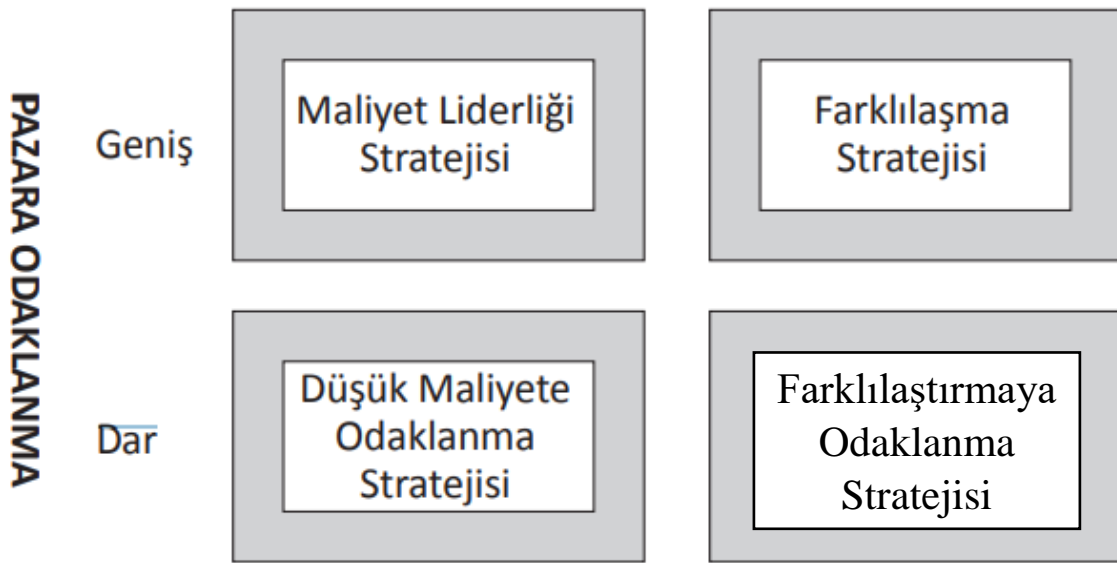 PAZARA ODAKLANMA
Geniş
Maliyet Liderliği
Stratejisi
Farklılaşma
Stratejisi
Dar
Düşük Maliyete
Odaklanma
Stratejisi
Farklılaştırmaya
Odaklanma
Stratejisi